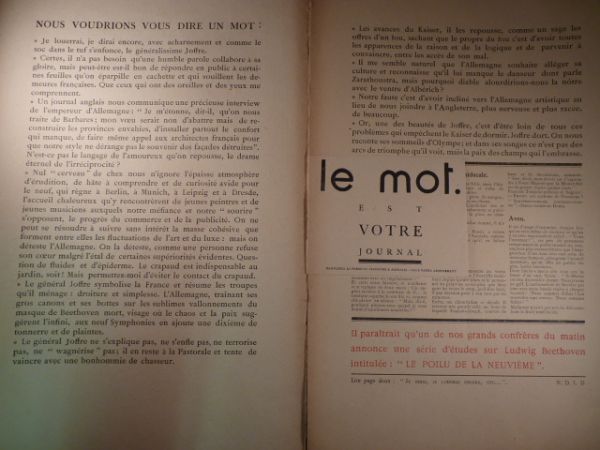 NOUS VOUDRIONS VOUS DIRE UN MOT :
« Je louerai, je dirai encore, avec acharnement et comme le
soc dans le tuf s'enfonce, le généralissime Joffre.
« Certes, il n'a pas besoin qu'une humble parole collabore à sa
gloire, mais peut-être est-il bon de répondre en public à certai-
nes feuilles qu'on éparpille en cachette et qui souillent les de-
meures françaises. Que ceux qui ont des oreilles et des yeux me
comprennent.
« Un journal anglais nous communique une précieuse interview
de l'empereur d'Allemagne : " Je m'étonne, dit-il, qu'on nous
traite de Barbares; mon vœu serait non d'abattre mais de re-
construire les provinces envahies, d'installer partout le confort
qui manque, de faire même appel aux architectes français pour
que notre style ne dérange pas le souvenir des façades détruites".
N'est-ce pas le langage de l'amoureux qu'on repousse, le drame
éternel de l'irréciprocité ?
« Nul "cerveau" de chez nous n'ignore l'épaisse atmosphère
d'érudition, de hâte à comprendre et de curiosité avide pour
le neuf, qui règne à Berlin, à Munich, à Leipzig et à Dresde,
l'accueil chaleureux qu'y rencontrèrent de jeunes peintres et de
jeunes musiciens auxquels notre méfiance et notre " sourire "
s'opposent, le progrès du commerce et de la publicité. On ne
peut se résoudre à suivre sans intérêt la masse cohésive que
forment entre elles les fluctuations de l'art et du luxe : mais on
déteste l'Allemagne. On la déteste, comme une personne refuse
son cœur malgré l'étal de certaines supériorités évidentes. Ques-
tion de fluides et d'épiderme. Le crapaud est indispensable au
jardin, soit! Mais permettez-moi d'éviter le contact du crapaud.
« Le général Joffre symbolise la France et résume les troupes
qu'il ménage : droiture et simplesse. L'Allemagne, traînant ses
gros canons et ses bottes sur les sublimes vallonnements du
masque de Beethoven mort, visage où le chaos et la paix sug-
gèrent l'infini, aux neuf Symphonies en ajoute une dixième de
tonnerre et de plaintes.
« Le général Joffre ne s'explique pas, ne s'enfle pas, ne terrorise
pas, ne " wagnérise " pas; il en reste à la Pastorale et tente de
vaincre avec une bonhommie de chasseur.
« Les avances du Kaiser, il les repousse, comme un sage les
offres d'un fou, sachant que le propre du fou c'est d'avoir toutes
les apparences de la raison et de la logique et de parvenir à
convaincre, entre les accès de son mal.
« Il me semble naturel que l'Allemagne souhaite alléger sa
culture et reconnaisse qu'il lui manque le danseur dont parle
Zarathoustra, mais pourquoi diable alourdirions-nous la nôtre
avec le ventre d'Alberich ?
« Notre faute c'est d'avoir incliné vers l'Allemagne artistique au
lieu de nous joindre à l'Angleterre, plus nerveuse et plus racée,
de beaucoup.
« Or, une des beautés de Joffre, c'est d'être loin de tous ces
problèmes qui empêchent le Kaiser de dormir. Joffre dort. On nous
raconte ses sommeils d'Olympe; et dans ses songes ce n'est pas des
arcs de triomphe qu'il voit, mais la paix des champs qui l'embrasse.
le mot.
EST
VOTRE
JOURNAL
Avou.
Il paraîtrait qu'un de nos grands confrères du matin
annonce une série d'études sur Ludwig Beethoven
intitulée : "LE POILU DE LA NEUVIÈME".
N. D. L. D.